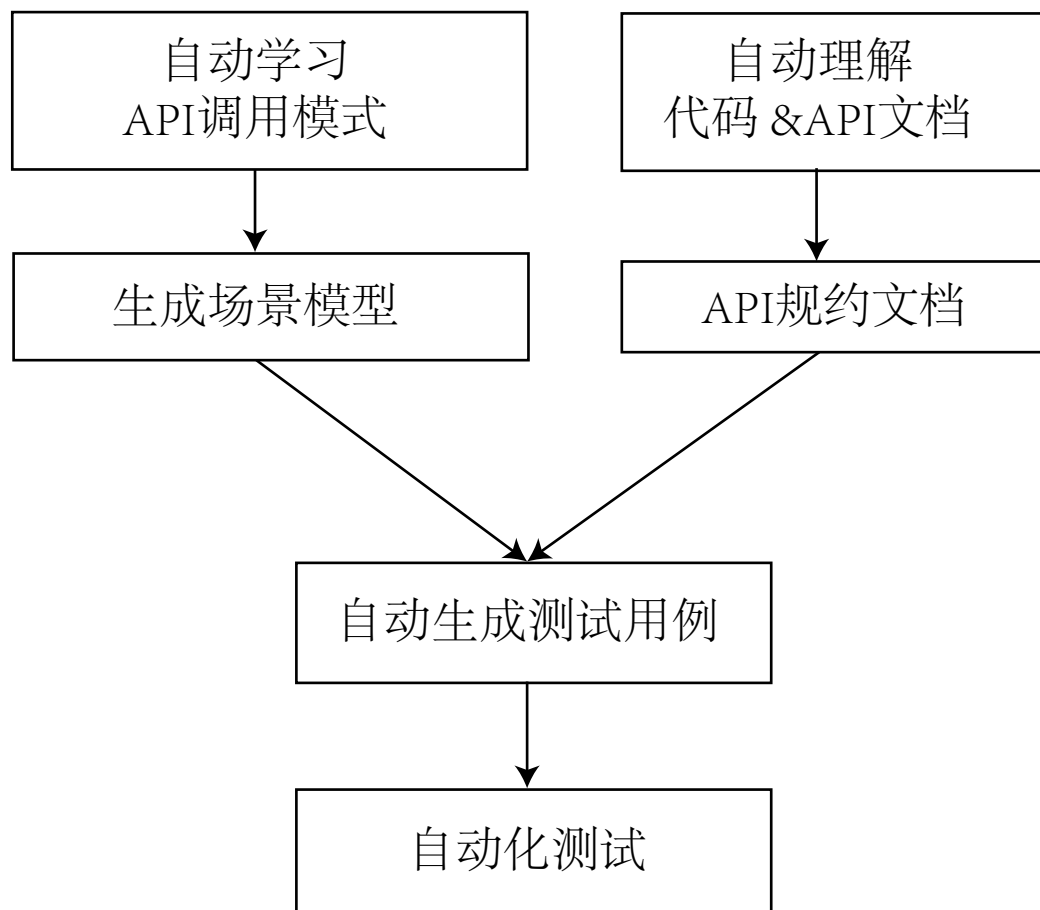 自动学习
API调用模式
自动理解
代码 &API文档
生成场景模型
API规约文档
自动生成测试用例
自动化测试